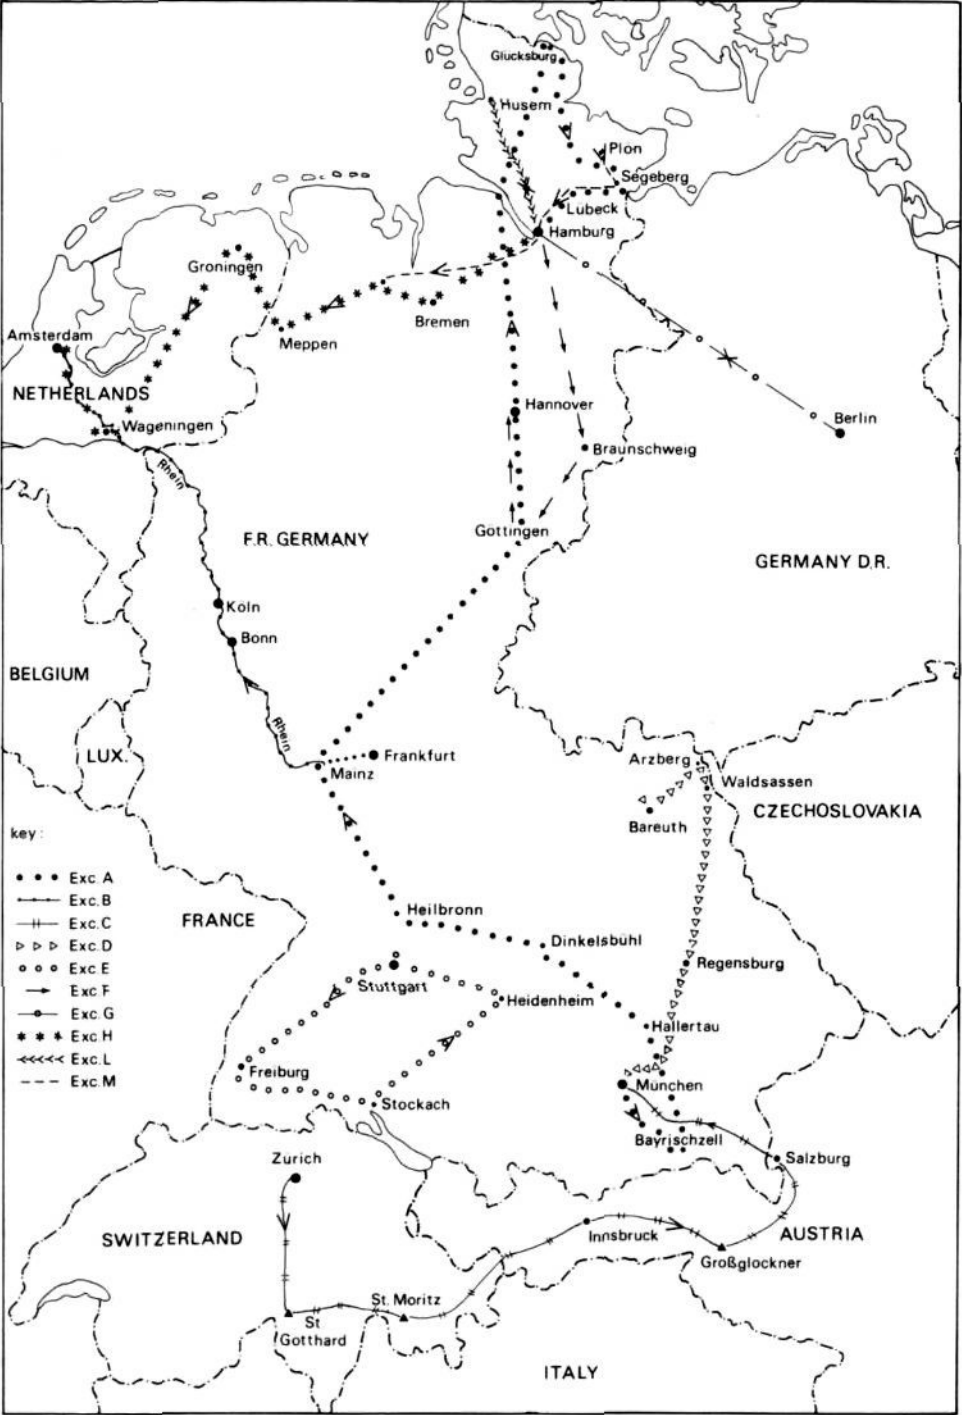 Glücksburg
Husem
Plon
Segeberg
Lübeck
Hamburg
Groningen
Bremen
Meppen
Amsterdam
NETHERLANDS
Wageningen
Hannover
Berlin
Braunschweig
Rhein
Göttingen
F.R. GERMANY
GERMANY D.R.
Köln
Bonn
BELGIUM
Rhein
LUX.
Frankfurt
Mainz
Arzberg
Waldsassen
Bareuth
CZECHOSLOVAKIA
key:
Exc. A
Exc. B
Exc. C
Exc. D
Exc. E
Exc. F
Exc. G
Exc. H
Exc. L
Exc. M
FRANCE
Heilbronn
Dinkelsbühl
Regensburg
Stuttgart
Heidenheim
Hallertau
Freiburg
Stockach
München
Bayrischzell
Salzburg
Zurich
SWITZERLAND
Innsbruck
AUSTRIA
Großglockner
St. Moritz
St
Gotthard
ITALY